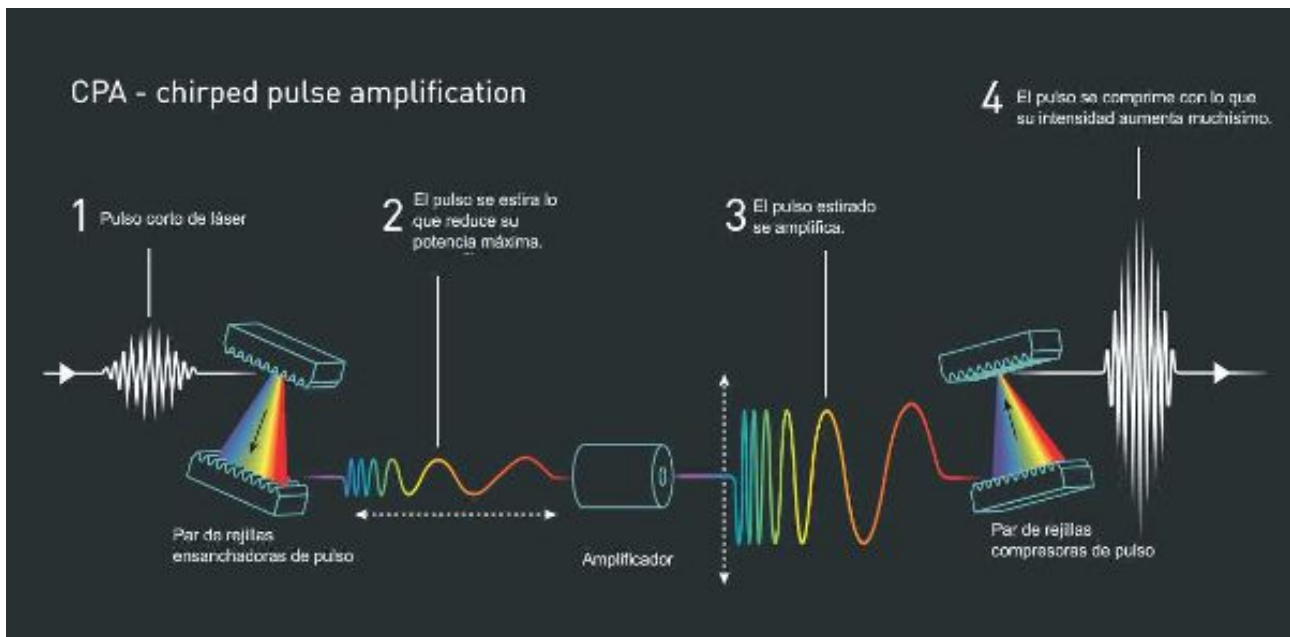 CPA - chirped pulse amplification
1 Pulso corto de láser
2 El pulso se estira lo
que reduce su
potencia máxima.
3 El pulso estirado
se amplifica.
4 El pulso se comprime con lo que
su intensidad aumenta muchísimo.
Par de rejillas
ensanchadoras de pulso
Amplificador
Par de rejillas
compresoras de pulso